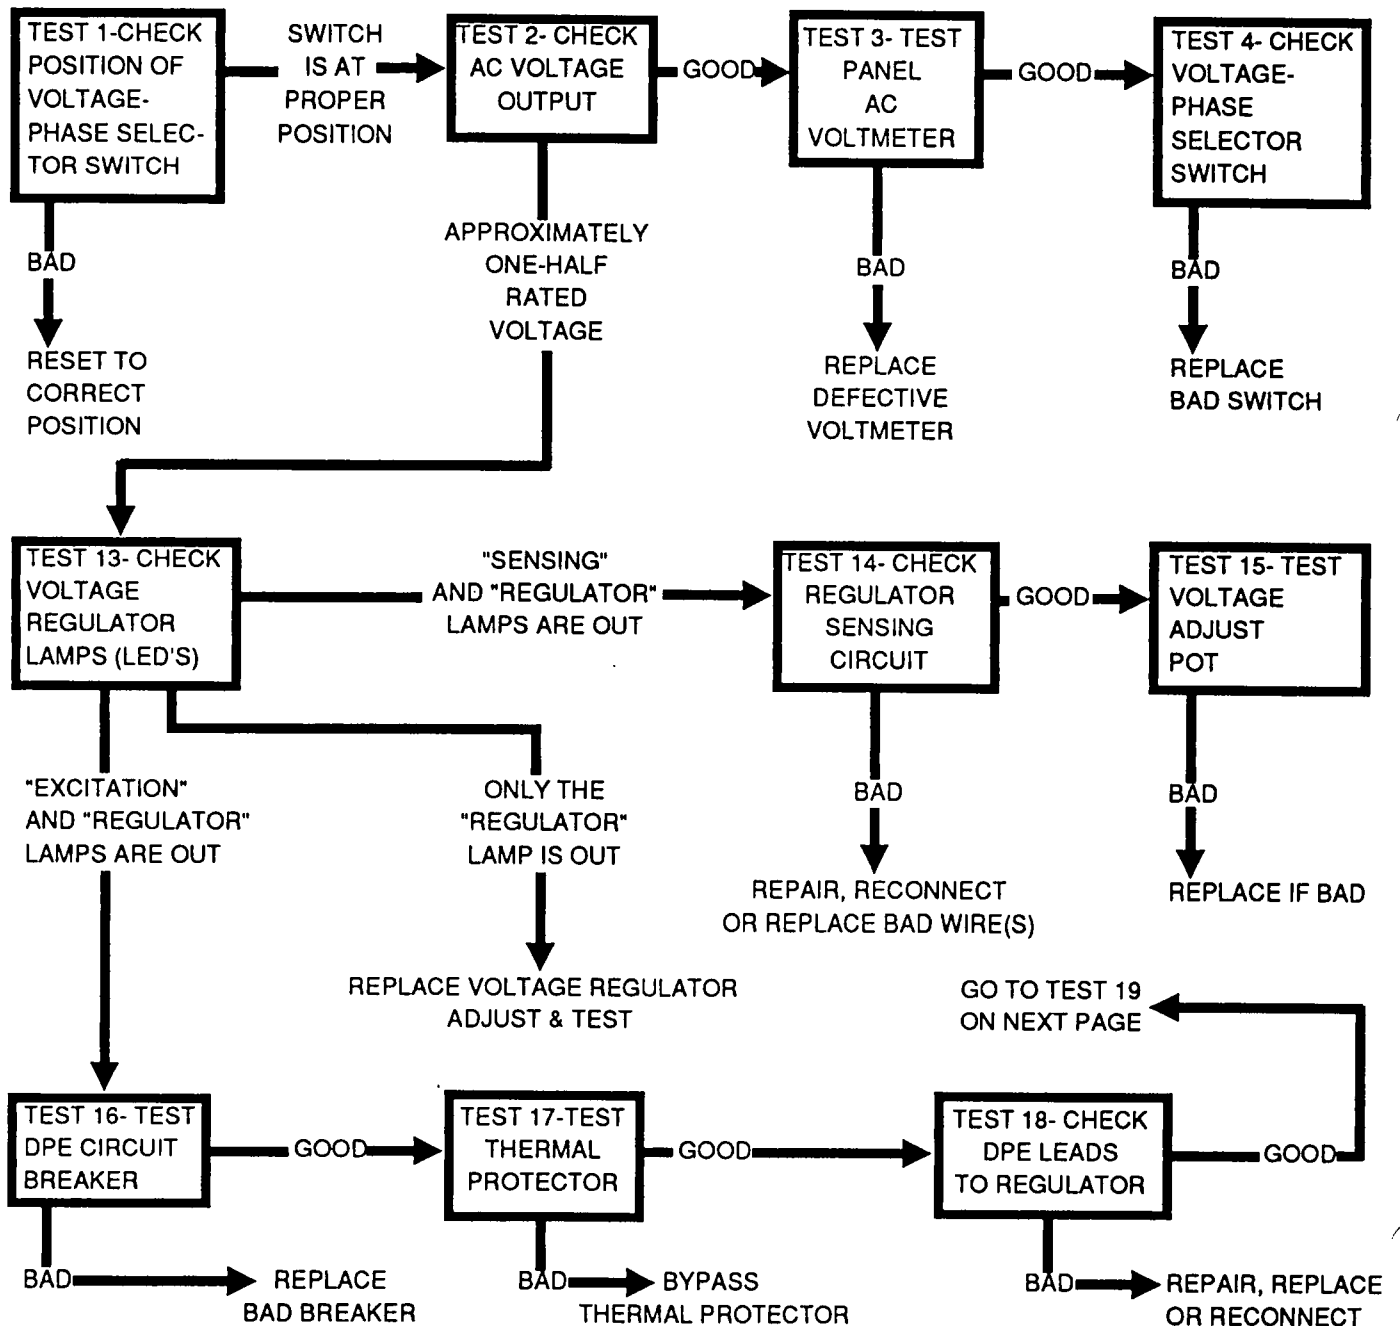 TEST 1-CHECK
POSITION OF
VOLTAGE-
PHASE SELEC-
TOR SWITCH
SWITCH
IS AT
PROPER
POSITION
TEST 2- CHECK
AC VOLTAGE
OUTPUT
GOOD
TEST 3- TEST
PANEL
AC
VOLTMETER
GOOD
TEST 4- CHECK
VOLTAGE-
PHASE
SELECTOR
SWITCH
BAD
RESET TO
CORRECT
POSITION
APPROXIMATELY
ONE-HALF
RATED
VOLTAGE
BAD
REPLACE
DEFECTIVE
VOLTMETER
BAD
REPLACE
BAD SWITCH
TEST 13- CHECK
VOLTAGE
REGULATOR
LAMPS (LED'S)
"SENSING"
AND "REGULATOR"
LAMPS ARE OUT
TEST 14- CHECK
REGULATOR
SENSING
CIRCUIT
GOOD
TEST 15- TEST
VOLTAGE
ADJUST
POT
"EXCITATION"
AND "REGULATOR"
LAMPS ARE OUT
ONLY THE
"REGULATOR"
LAMP IS OUT
BAD
REPAIR, RECONNECT
OR REPLACE BAD WIRE(S)
BAD
REPLACE IF BAD
REPLACE VOLTAGE REGULATOR
ADJUST & TEST
GO TO TEST 19
ON NEXT PAGE
TEST 16- TEST
DPE CIRCUIT
BREAKER
GOOD
TEST 17-TEST
THERMAL
PROTECTOR
GOOD
TEST 18- CHECK
DPE LEADS
TO REGULATOR
GOOD
BAD
REPLACE
BAD BREAKER
BAD
BYPASS
THERMAL PROTECTOR
BAD
REPAIR, REPLACE
OR RECONNECT